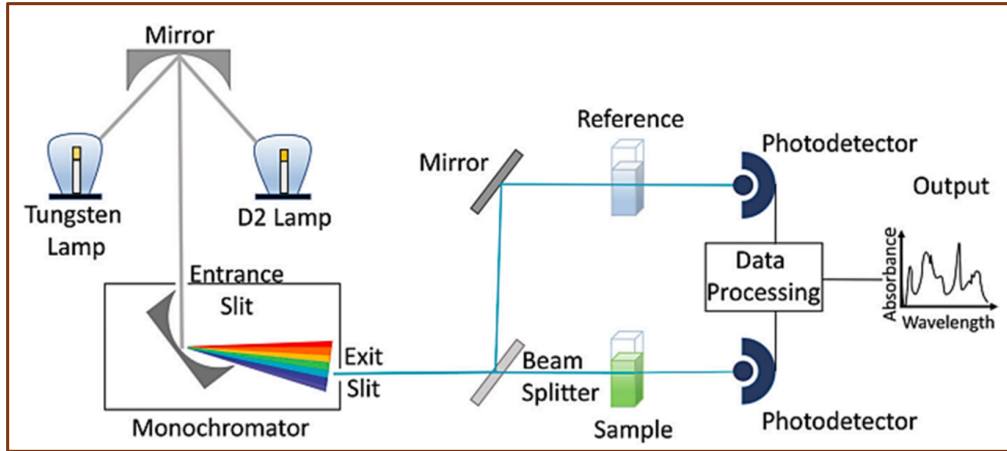 Mirror
Tungsten
Lamp
D2 Lamp
Entrance
Slit
Exit
Slit
Monochromator
Mirror
Reference
Beam
Splitter
Sample
Photodetector
Data
Processing
Photodetector
Output
Absorbance
Wavelength